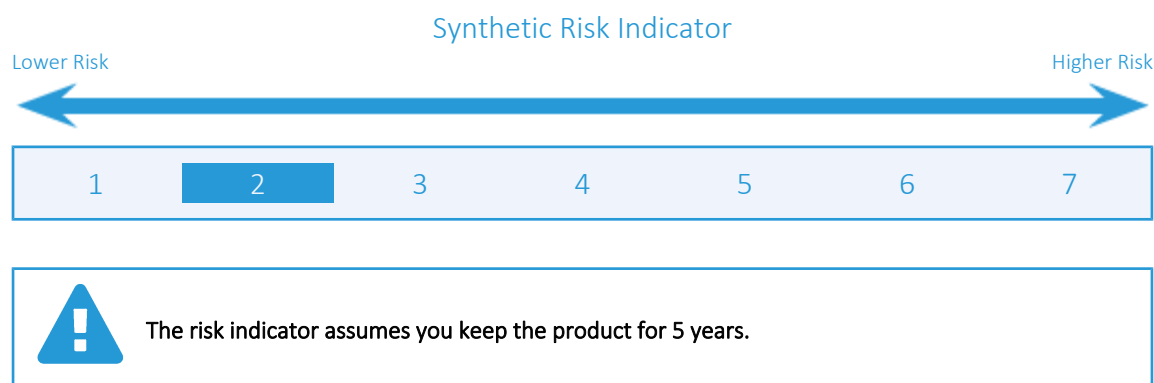 Synthetic Risk Indicator
Lower Risk
Higher Risk
1 2 3 4 5 6 7
The risk indicator assumes you keep the product for 5 years.